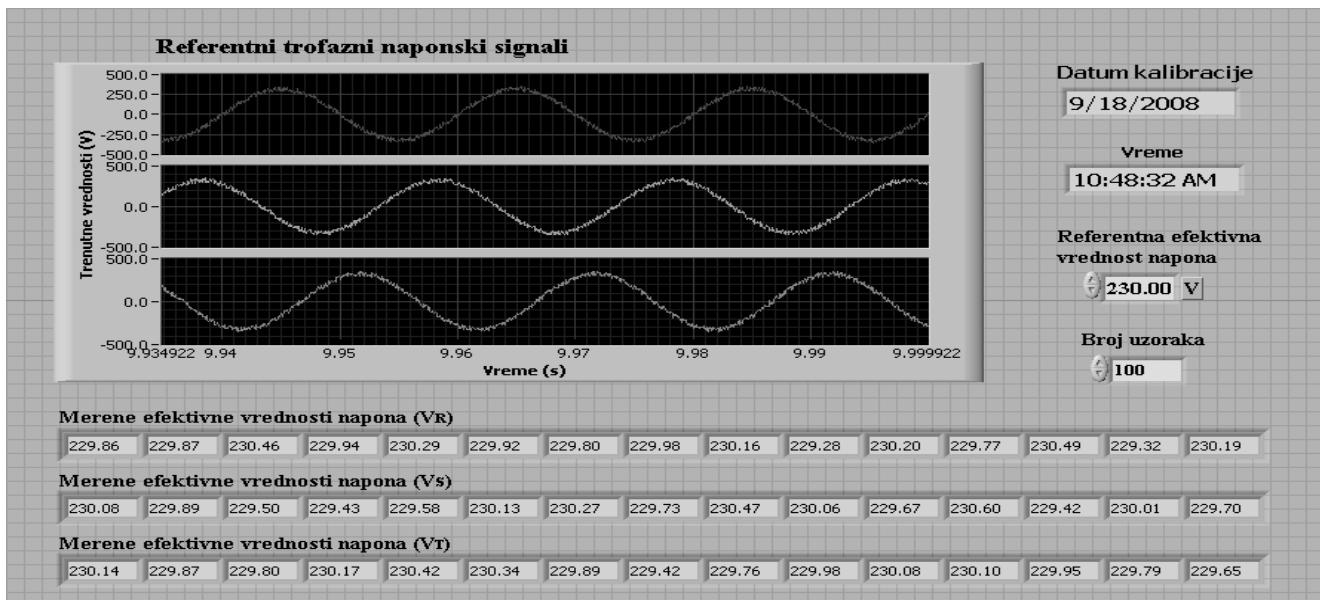 Referentni trofazni naponski signali
Trenutne vrednosti (V)
500.0
250.0
0.0
-250.0
-500.0
500.0
0.0
-500.0
500.0
0.0
-500.0
9.934922 9.94 9.95 9.96 9.97 9.98 9.99 9.999922
Vreme (s)
Datum kalibracije
9/18/2008
Vreme
10:48:32 AM
Referentna efektivna
vrednost napona
230.00 V
Broj uzoraka
100
Merene efektivne vrednosti napona (VR)
229.86 229.87 230.46 229.94 230.29 229.92 229.80 229.98 230.16 229.28 230.20 229.77 230.49 229.32 230.19
Merene efektivne vrednosti napona (VS)
230.08 229.89 229.50 229.43 229.58 230.13 230.27 229.73 230.47 230.06 229.67 230.60 229.42 230.01 229.70
Merene efektivne vrednosti napona (VT)
230.14 229.87 229.80 230.17 230.42 230.34 229.89 229.42 229.76 229.98 230.08 230.10 229.95 229.79 229.65